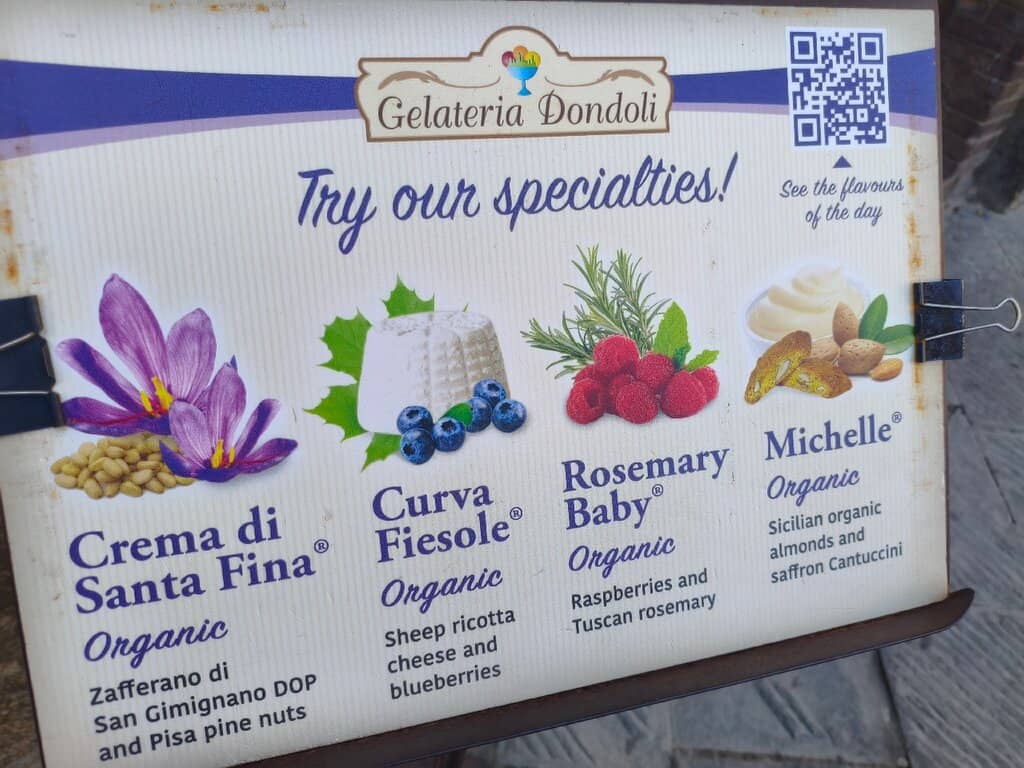 Gelateria Dondoli
Try our specialties!
See the flavours
of the day
Crema di
Santa Fina®
Organic
Zafferano di
San Gimignano DOP
and Pisa pine nuts
Curva
Fiesole®
Organic
Sheep ricotta
cheese and
blueberries
Rosemary
Baby®
Organic
Raspberries and
Tuscan rosemary
Michelle®
Organic
Sicilian organic
almonds and
saffron Cantuccini